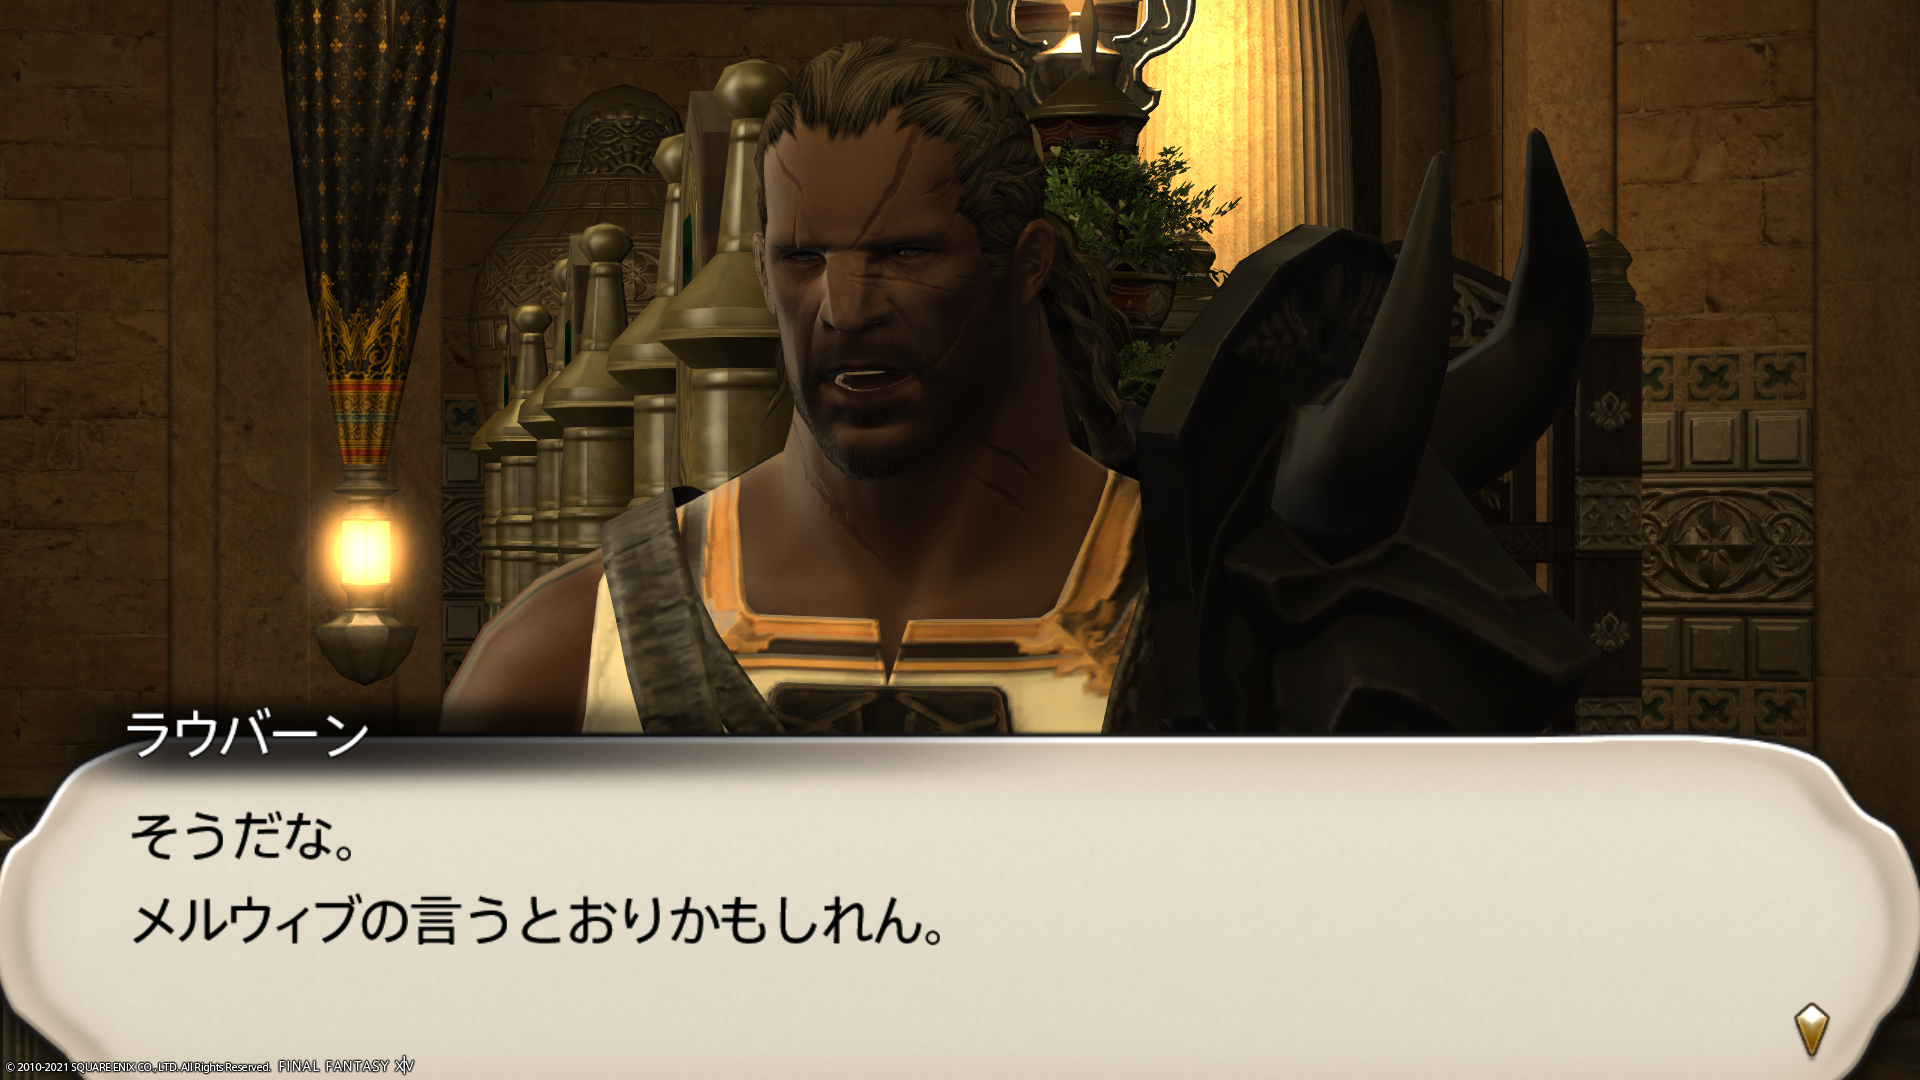 ラウバーン
そうだな。
メルウィブの言うとおりかもしれん。
© 2010-2021 SQUARE ENIX CO., LTD. All Rights Reserved. FINAL FANTASY XIV